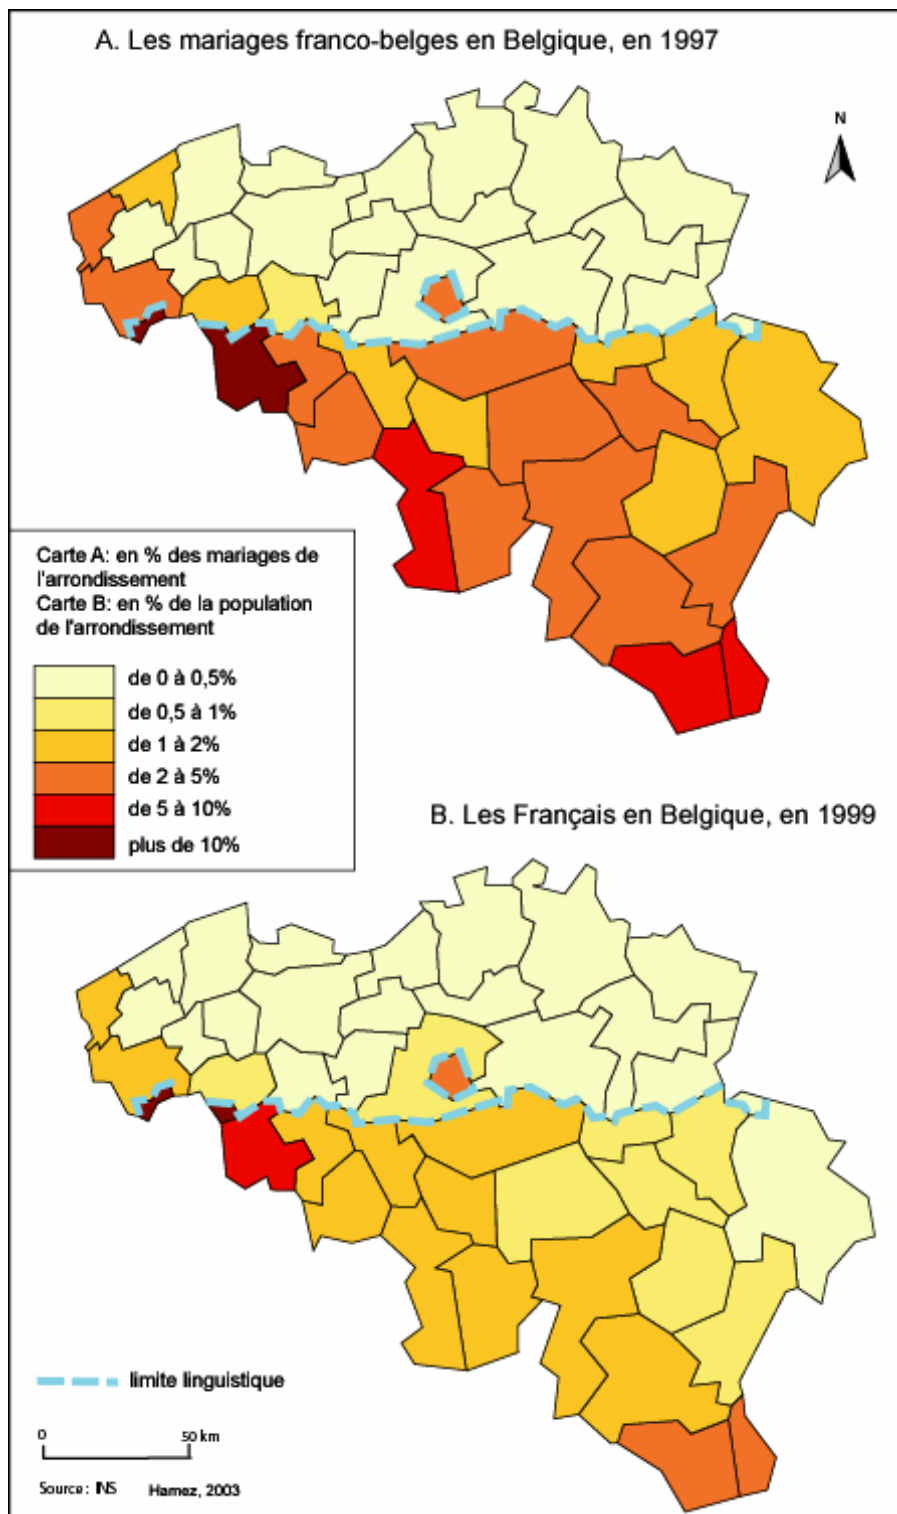 A. Les mariages franco-belges en Belgique, en 1997
N
Carte A: en % des mariages de
l'arrondissement
Carte B: en % de la population
de l'arrondissement
de 0 à 0,5%
de 0,5 à 1%
de 1 à 2%
de 2 à 5%
de 5 à 10%
plus de 10%
B. Les Français en Belgique, en 1999
limite linguistique
0 50 km
Source: INS Hamez, 2003